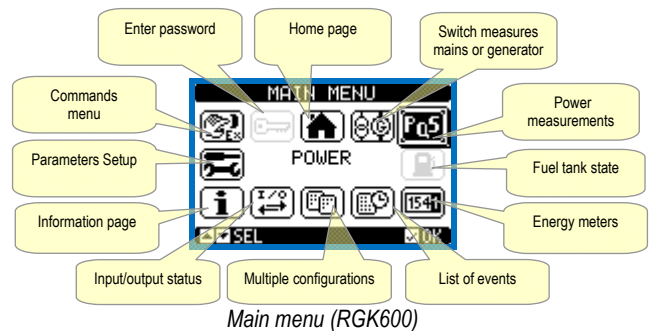 Enter password
Home page
Switch measures
mains or generator
Commands
menu
MAIN MENU
Power
measurements
PQS
Parameters Setup
POWER
Fuel tank state
Information page
i
I/O
154
Energy meters
SEL
OK
Input/output status
Multiple configurations
List of events
Main menu (RGK600)